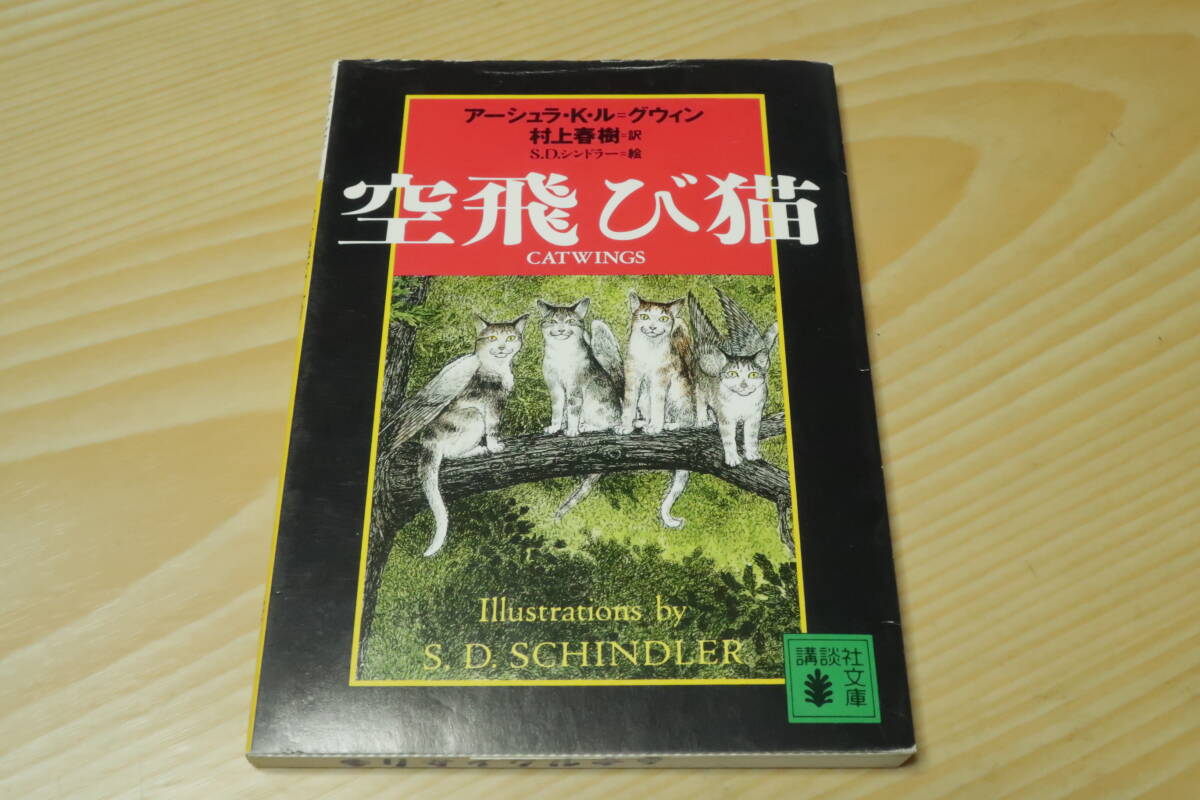 アーシュラ・K・ル=グウィン
村上春樹=訳
S.D.シンドラー=絵
空飛び猫
CATWINGS
Illustrations by
S. D. SCHINDLER
講談社
文庫